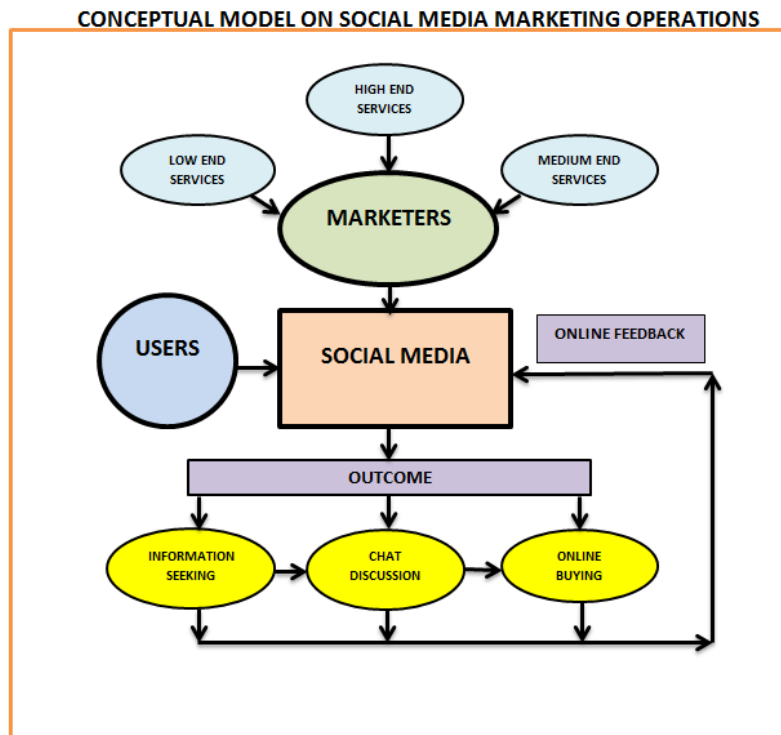 CONCEPTUAL MODEL ON SOCIAL MEDIA MARKETING OPERATIONS
HIGH END
SERVICES
LOW END
SERVICES
MEDIUM END
SERVICES
MARKETERS
USERS
SOCIAL MEDIA
ONLINE FEEDBACK
OUTCOME
INFORMATION
SEEKING
CHAT
DISCUSSION
ONLINE
BUYING